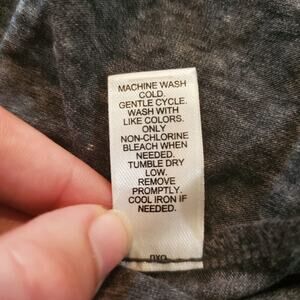 MACHINE WASH
COLD.
GENTLE CYCLE.
WASH WITH
LIKE COLORS.
ONLY
NON-CHLORINE
BLEACH WHEN
NEEDED.
TUMBLE DRY
LOW.
REMOVE
PROMPTLY.
COOL IRON IF
NEEDED.